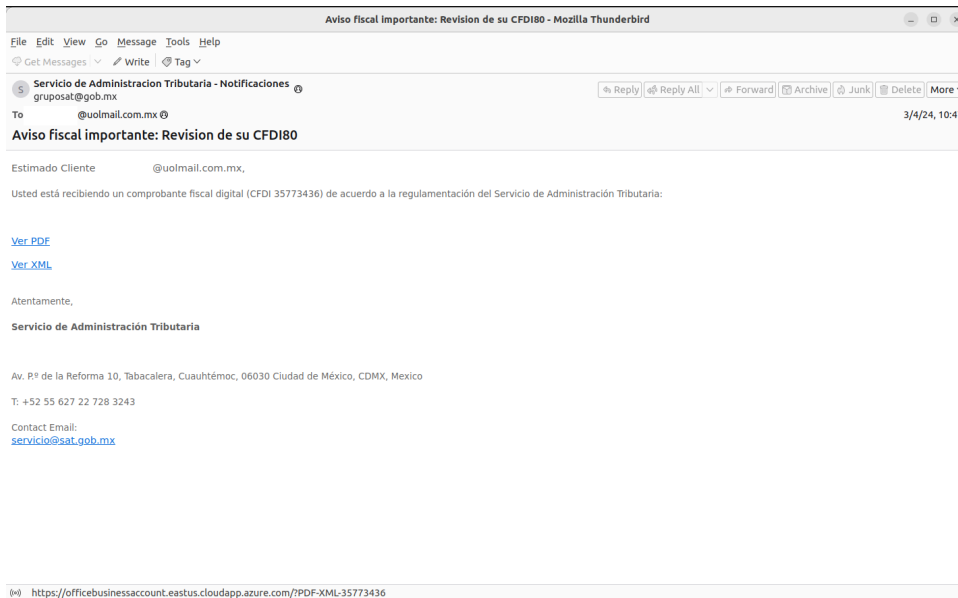 Aviso fiscal importante: Revision de su CFDI80 - Mozilla Thunderbird
File Edit View Go Message Tools Help
Get Messages Write Tag
S Servicio de Administracion Tributaria - Notificaciones
gruposat@gob.mx
Reply Reply All Forward Archive Junk Delete More
To @uolmail.com.mx
3/4/24, 10:4
Aviso fiscal importante: Revision de su CFDI80
Estimado Cliente @uolmail.com.mx,
Usted está recibiendo un comprobante fiscal digital (CFDI 35773436) de acuerdo a la regulamentación del Servicio de Administración Tributaria:
Ver PDF
Ver XML
Atentamente,
Servicio de Administración Tributaria
Av. P.º de la Reforma 10, Tabacalera, Cuauhtémoc, 06030 Ciudad de México, CDMX, Mexico
T: +52 55 627 22 728 3243
Contact Email:
servicio@sat.gob.mx
https://officebusinessaccount.eastus.cloudapp.azure.com/?PDF-XML-35773436